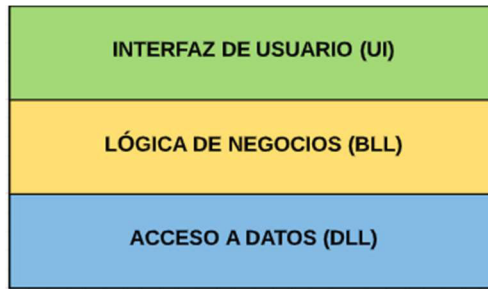 INTERFAZ DE USUARIO (UI)
LÓGICA DE NEGOCIOS (BLL)
ACCESO A DATOS (DLL)